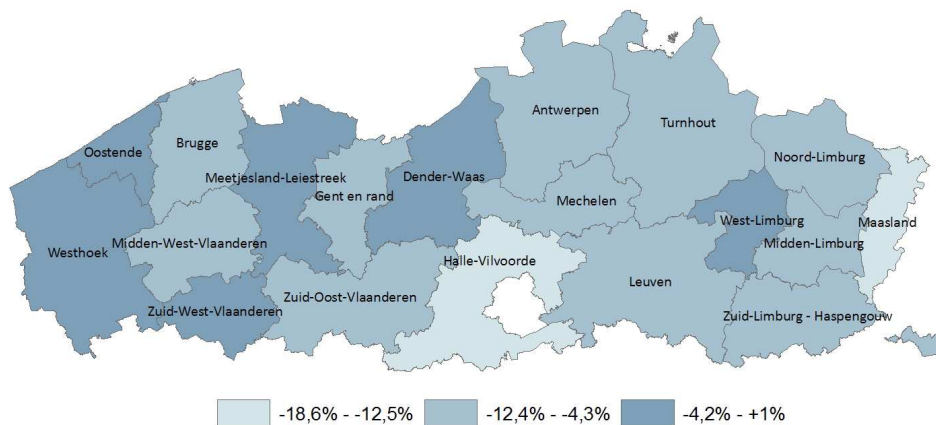 Antwerpen
Turnhout
Brugge
Oostende
Noord-Limburg
Meetjesland-Leiestreek
Dender-Waas
Gent en rand
Mechelen
West-Limburg
Maasland
Midden-West-Vlaanderen
Midden-Limburg
Westhoek
Halle-Vilvoorde
Leuven
Zuid-Oost-Vlaanderen
Zuid-West-Vlaanderen
Zuid-Limburg - Haspengouw
-18,6% - -12,5% -12,4% - -4,3% -4,2% - +1%